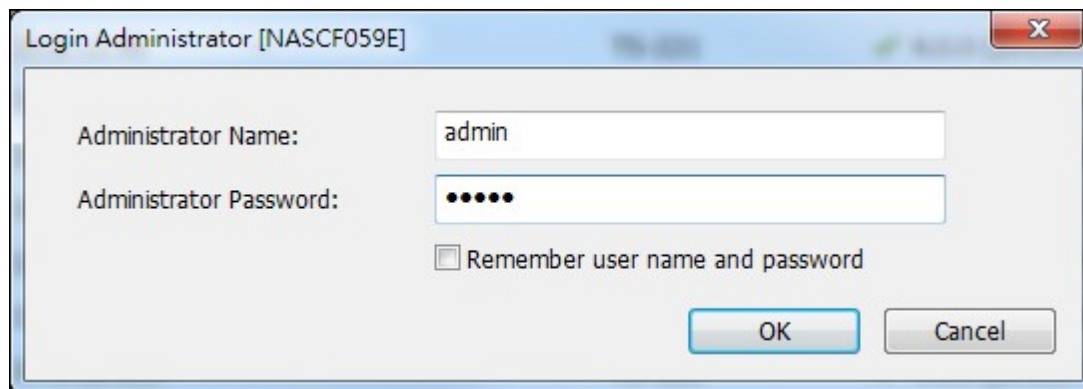 Login Administrator [NASCF059E]
Administrator Name:
admin
Administrator Password:
•••••
Remember user name and password
OK
Cancel